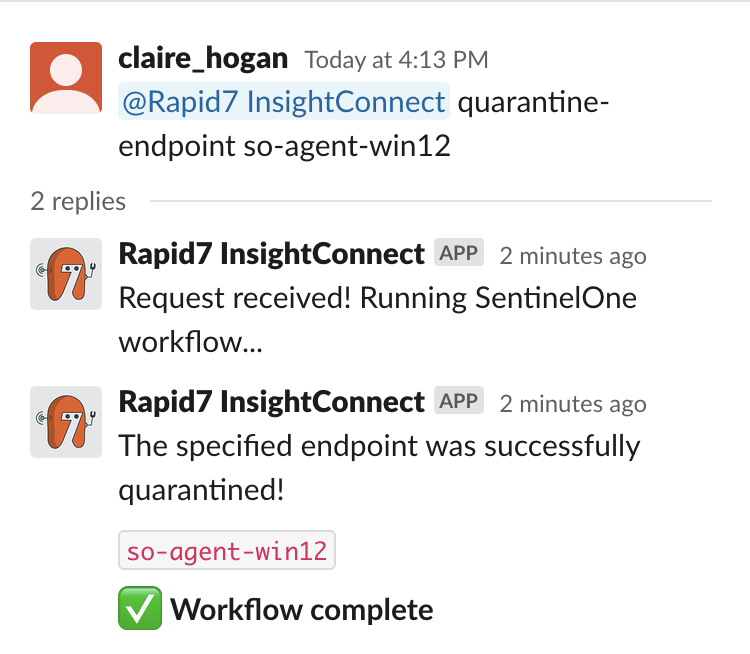 claire_hogan Today at 4:13 PM
@Rapid7 InsightConnect quarantine-
endpoint so-agent-win12
2 replies
Rapid7 InsightConnect APP 2 minutes ago
Request received! Running SentinelOne
workflow...
Rapid7 InsightConnect APP 2 minutes ago
The specified endpoint was successfully
quarantined!
so-agent-win12
✅ Workflow complete